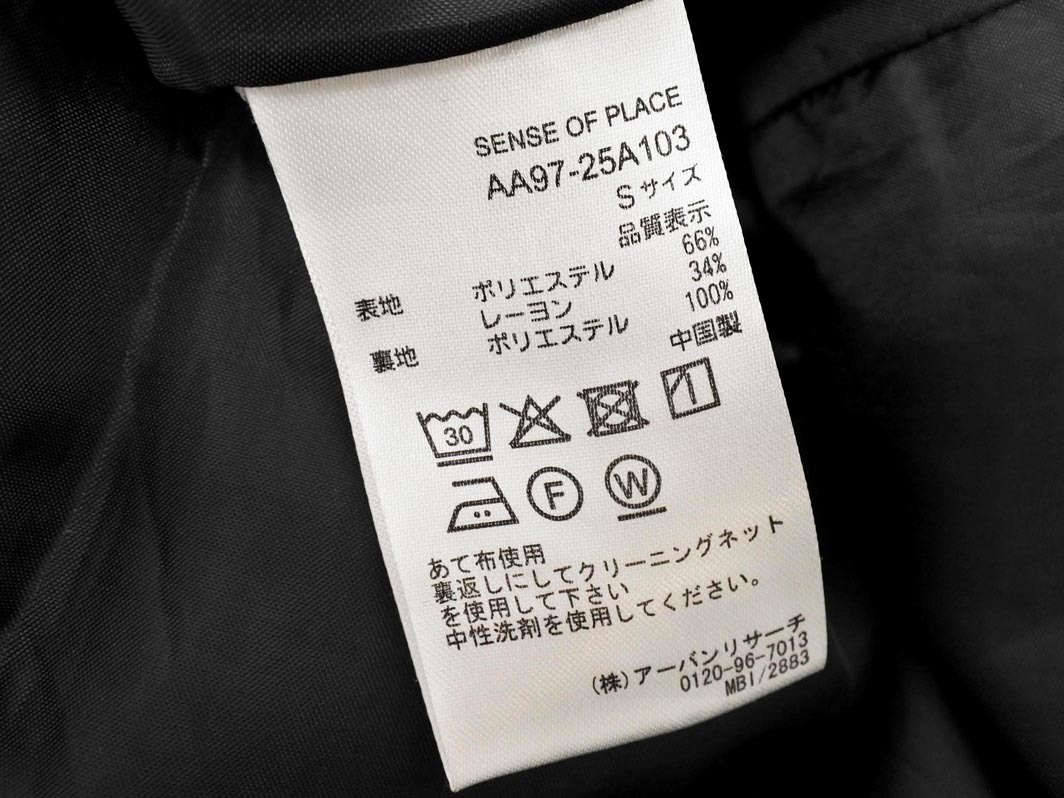 SENSE OF PLACE
AA97-25A103
Sサイズ
品質表示
表地 ポリエステル 66%
レーヨン 34%
裏地 ポリエステル 100%
中国製
30
F W
あて布使用
裏返しにしてクリーニングネット
を使用して下さい
中性洗剤を使用してください。
(株)アーバンリサーチ
0120-96-7013
MBI/2883